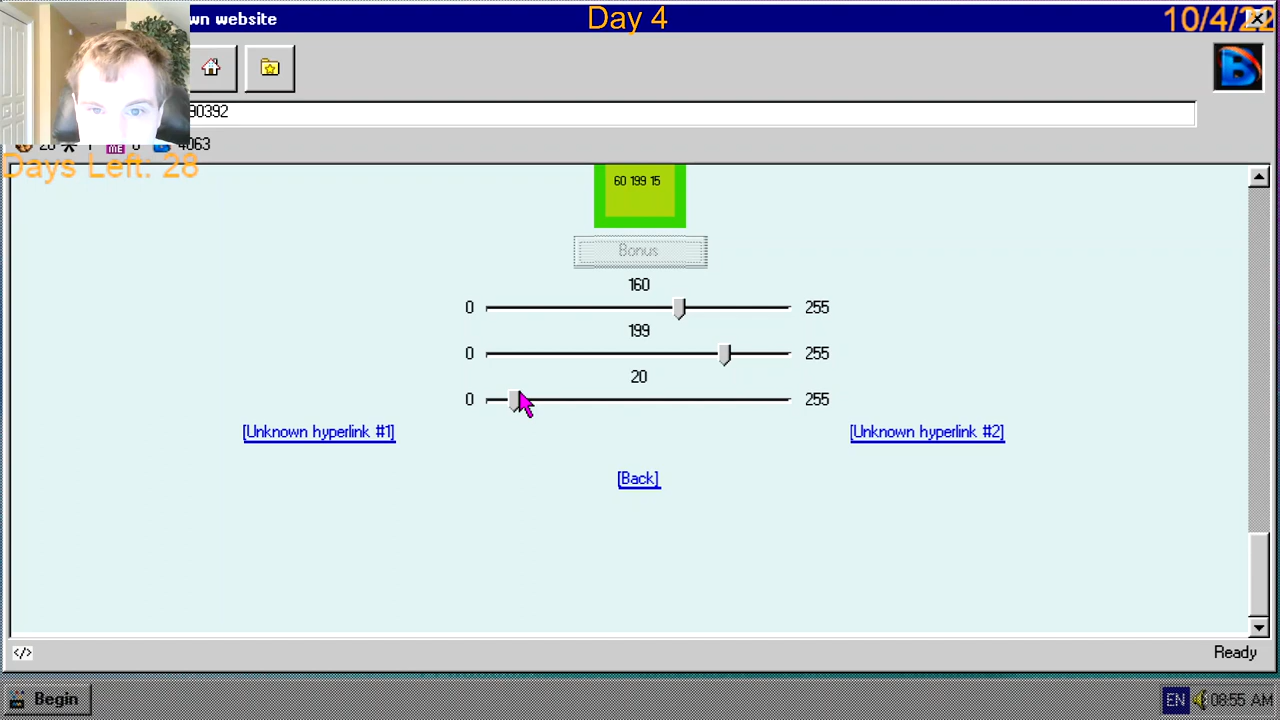 wn website
Day 4
10/4/22
90392
4063
Days Left: 28
60 199 15
Bonus
160
0 255
199
0 255
20
0 255
[Unknown hyperlink #1] [Unknown hyperlink #2]
[Back]
</> Ready
Begin EN 08:55 AM